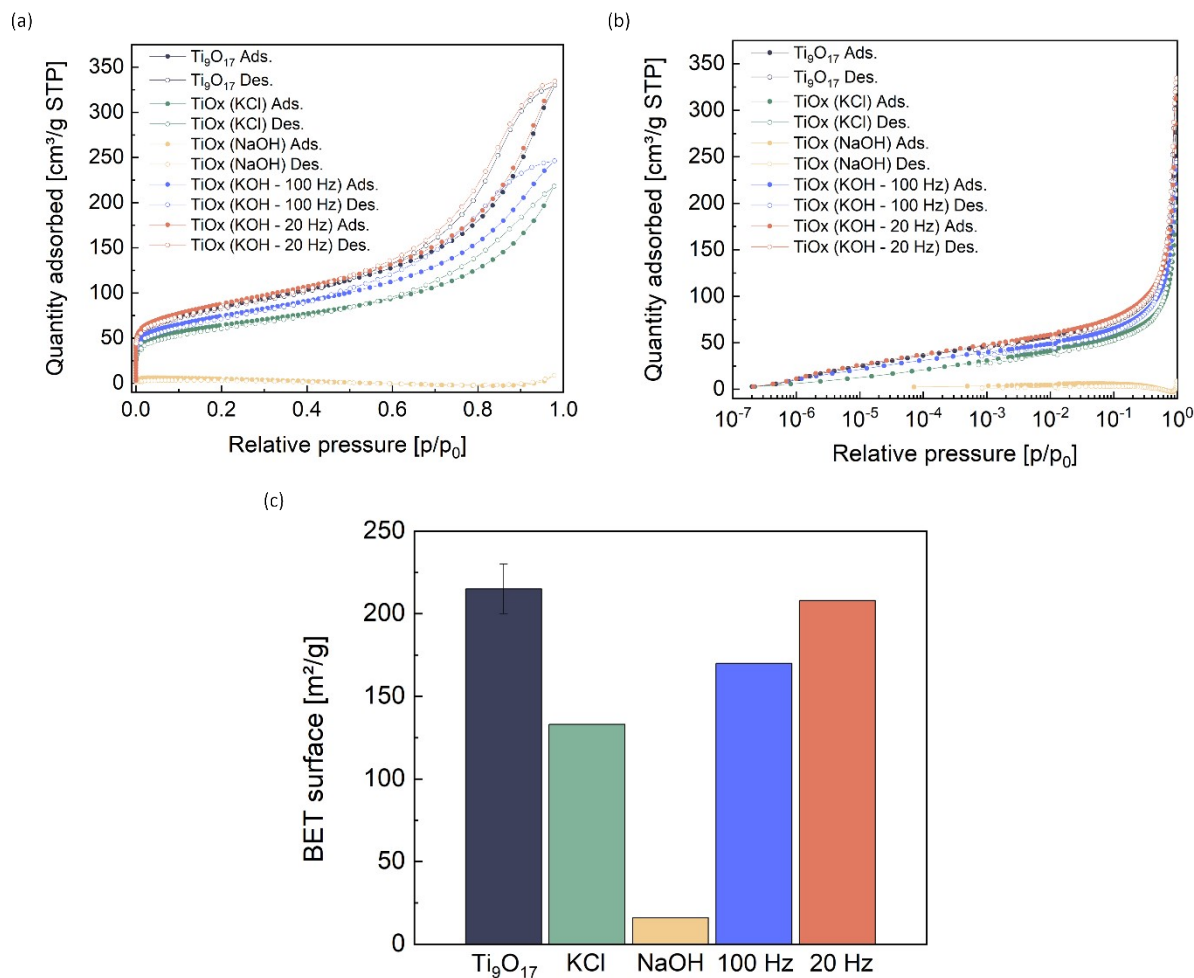 (a)
Quantity adsorbed [cm³/g STP]
350
300
250
200
150
100
50
0
Ti₉O₁₇ Ads.
Ti₉O₁₇ Des.
TiOx (KCl) Ads.
TiOx (KCl) Des.
TiOx (NaOH) Ads.
TiOx (NaOH) Des.
TiOx (KOH - 100 Hz) Ads.
TiOx (KOH - 100 Hz) Des.
TiOx (KOH - 20 Hz) Ads.
TiOx (KOH - 20 Hz) Des.
0.0 0.2 0.4 0.6 0.8 1.0
Relative pressure [p/p₀]
(b)
Quantity adsorbed [cm³/g STP]
350
300
250
200
150
100
50
0
Ti₉O₁₇ Ads.
Ti₉O₁₇ Des.
TiOx (KCl) Ads.
TiOx (KCl) Des.
TiOx (NaOH) Ads.
TiOx (NaOH) Des.
TiOx (KOH - 100 Hz) Ads.
TiOx (KOH - 100 Hz) Des.
TiOx (KOH - 20 Hz) Ads.
TiOx (KOH - 20 Hz) Des.
10⁻⁷ 10⁻⁶ 10⁻⁵ 10⁻⁴ 10⁻³ 10⁻² 10⁻¹ 10⁰
Relative pressure [p/p₀]
(c)
BET surface [m²/g]
250
200
150
100
50
0
Ti₉O₁₇ KCl NaOH 100 Hz 20 Hz